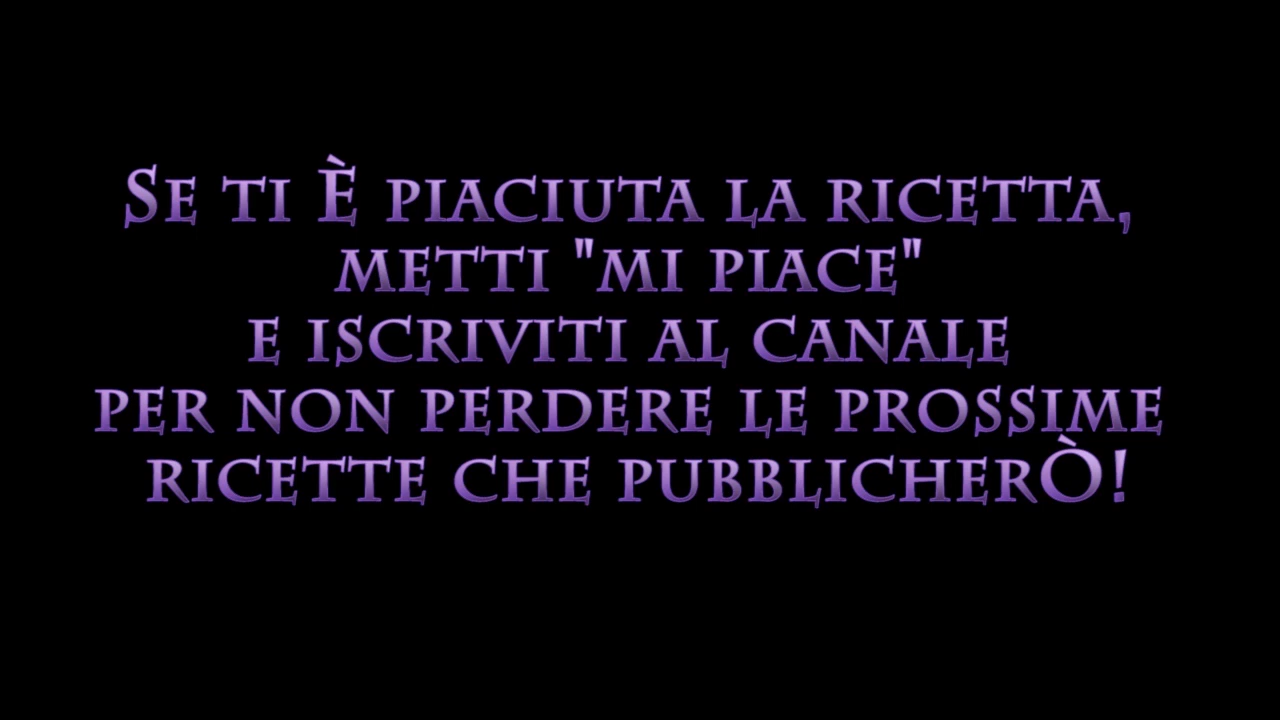 Se ti È piaciuta la ricetta,
metti "mi piace"
e iscriviti al canale
per non perdere le prossime
ricette che pubblicherÒ!